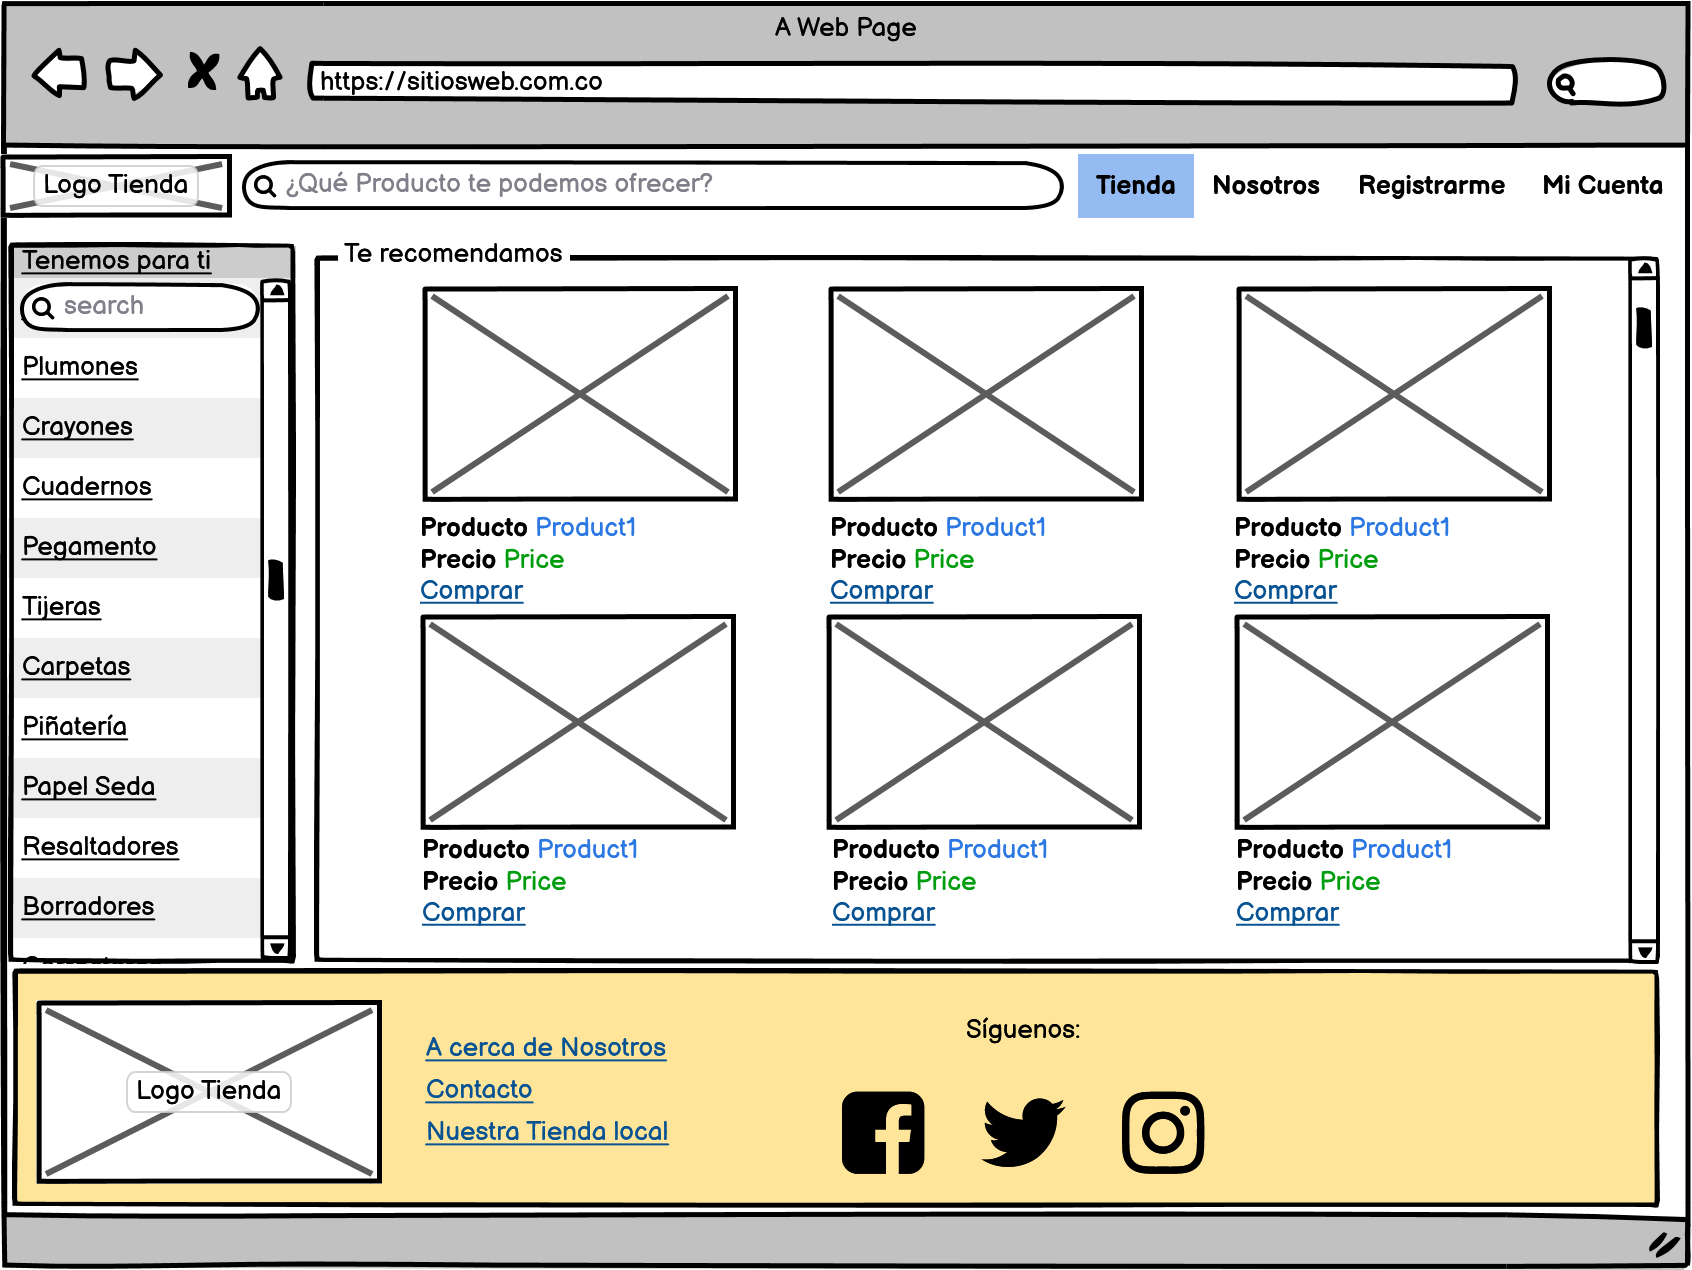 A Web Page
https://sitiosweb.com.co
Logo Tienda
¿Qué Producto te podemos ofrecer?
Tienda
Nosotros
Registrarme
Mi Cuenta
Tenemos para ti
search
Plumones
Crayones
Cuadernos
Pegamento
Tijeras
Carpetas
Piñatería
Papel Seda
Resaltadores
Borradores
Te recomendamos
Producto Product1
Precio Price
Comprar
Producto Product1
Precio Price
Comprar
Producto Product1
Precio Price
Comprar
Producto Product1
Precio Price
Comprar
Producto Product1
Precio Price
Comprar
Producto Product1
Precio Price
Comprar
Logo Tienda
A cerca de Nosotros
Contacto
Nuestra Tienda local
Síguenos: